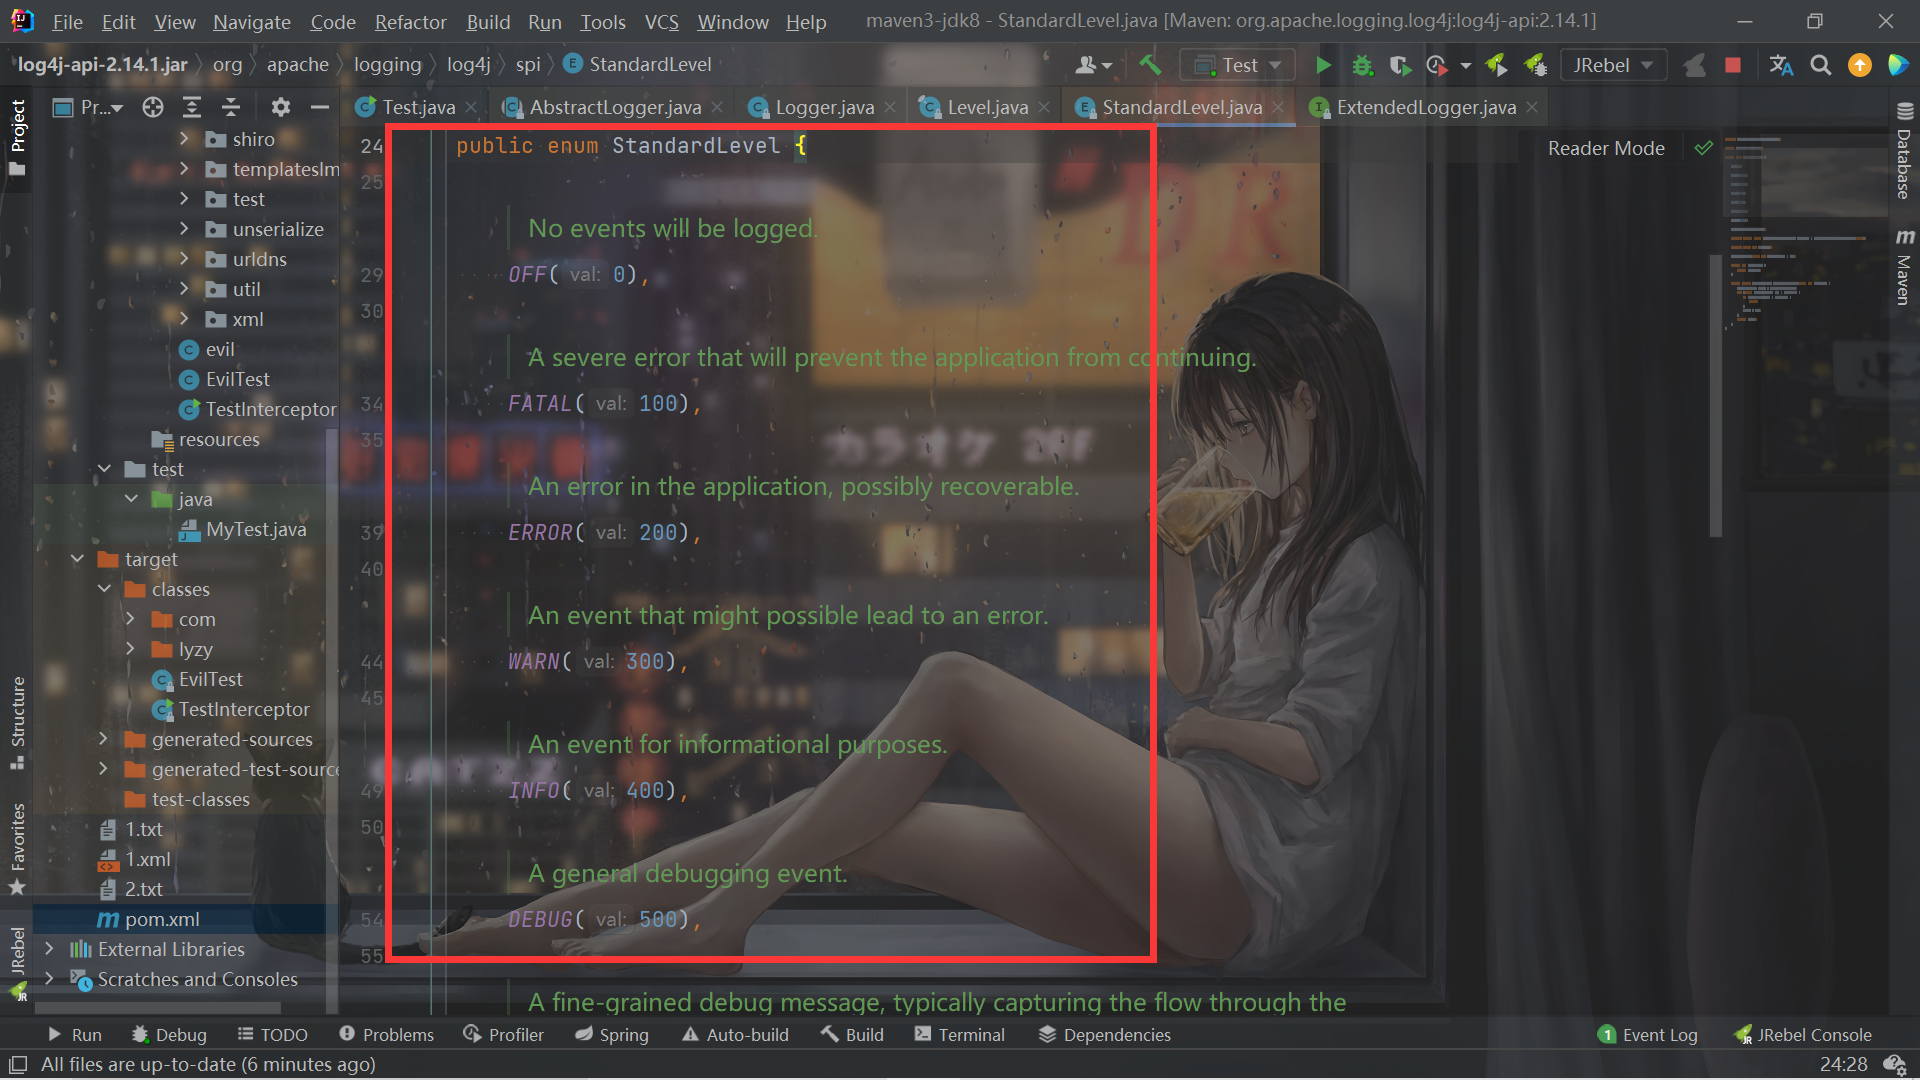 File Edit View Navigate Code Refactor Build Run Tools VCS Window Help maven3-jdk8 - StandardLevel.java [Maven: org.apache.logging.log4j:log4j-api:2.14.1]
log4j-api-2.14.1.jar org apache logging log4j spi StandardLevel Test JRebel
Pr... Test.java AbstractLogger.java Logger.java Level.java StandardLevel.java ExtendedLogger.java
Project
Structure
Favorites
JRebel
shiro
templatesIm
test
unserialize
urldns
util
xml
evil
EvilTest
TestInterceptor
resources
test
java
MyTest.java
target
classes
com
lyzy
EvilTest
TestInterceptor
generated-sources
generated-test-source
test-classes
1.txt
1.xml
2.txt
pom.xml
External Libraries
Scratches and Consoles
24 public enum StandardLevel {
25
No events will be logged.
29 OFF( val: 0),
30
A severe error that will prevent the application from continuing.
34 FATAL( val: 100),
35
An error in the application, possibly recoverable.
39 ERROR( val: 200),
40
An event that might possible lead to an error.
44 WARN( val: 300),
45
An event for informational purposes.
49 INFO( val: 400),
50
A general debugging event.
54 DEBUG( val: 500),
55
A fine-grained debug message, typically capturing the flow through the
Reader Mode
Database
Maven
カラオケ
DR
Run Debug TODO Problems Profiler Spring Auto-build Build Terminal Dependencies 1 Event Log JRebel Console
All files are up-to-date (6 minutes ago) 24:28